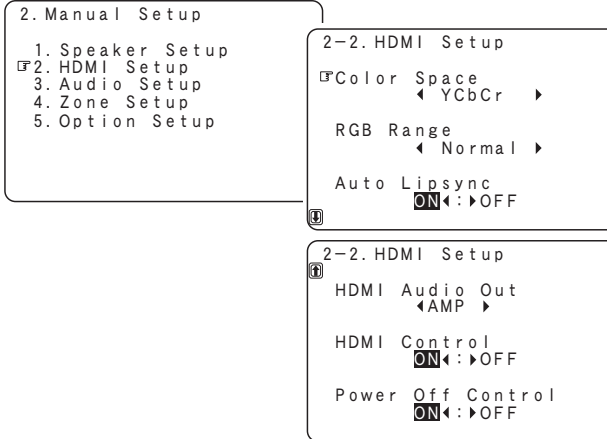 2.Manual Setup
1.Speaker Setup
☞2.HDMI Setup
3.Audio Setup
4.Zone Setup
5.Option Setup
2-2.HDMI Setup
☞Color Space
◀ YCbCr ▶
RGB Range
◀ Normal ▶
Auto Lipsync
ON◀:▶OFF
2-2.HDMI Setup
HDMI Audio Out
◀AMP ▶
HDMI Control
ON◀:▶OFF
Power Off Control
ON◀:▶OFF